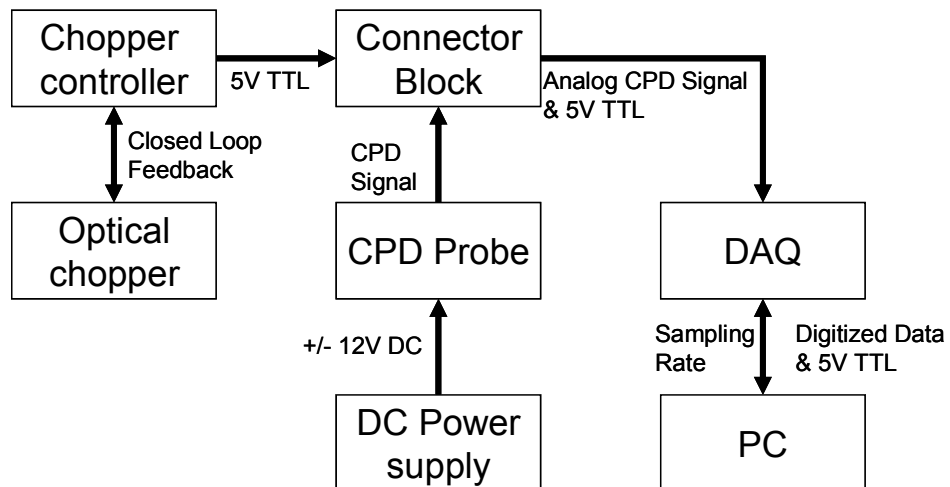 Chopper
controller
5V TTL
Connector
Block
Analog CPD Signal
& 5V TTL
Closed Loop
Feedback
CPD
Signal
Optical
chopper
CPD Probe
DAQ
+/- 12V DC
Sampling
Rate
Digitized Data
& 5V TTL
DC Power
supply
PC